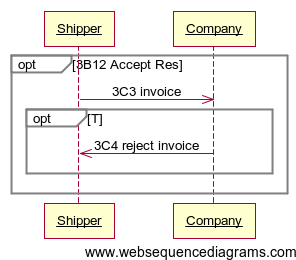 Shipper Company
opt [3B12 Accept Res]
3C3 invoice
opt [T]
3C4 reject invoice
Shipper Company
www.websequencediagrams.com